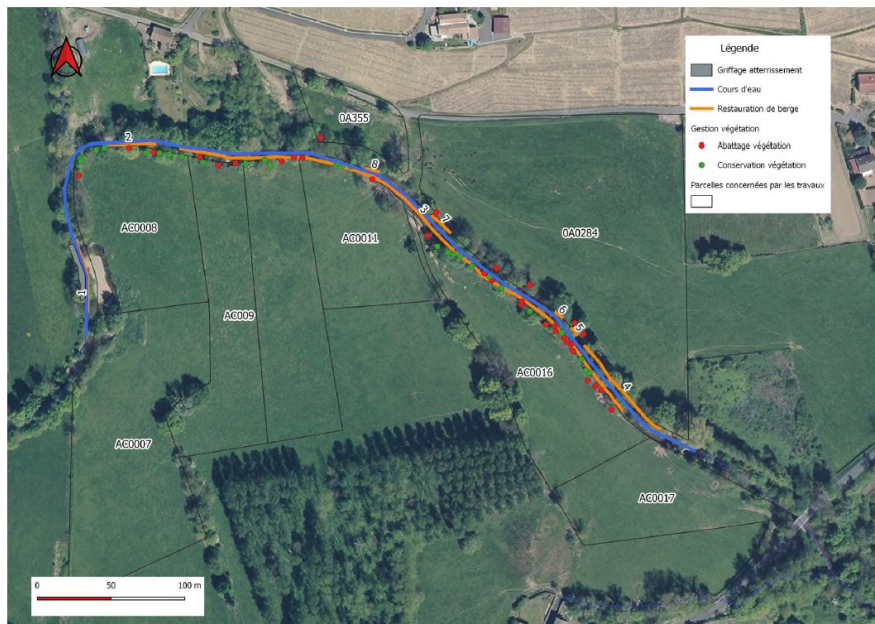 Légende
Griffage atterrissement
Cours d'eau
Restauration de berge
Gestion végétation
Abattage végétation
Conservation végétation
Parcelles concernées par les travaux
0A355
2
8
AC0008
3
7
AC0011
0A0284
1
AC009
6
5
AC0016
4
AC0007
AC0017
0 50 100 m